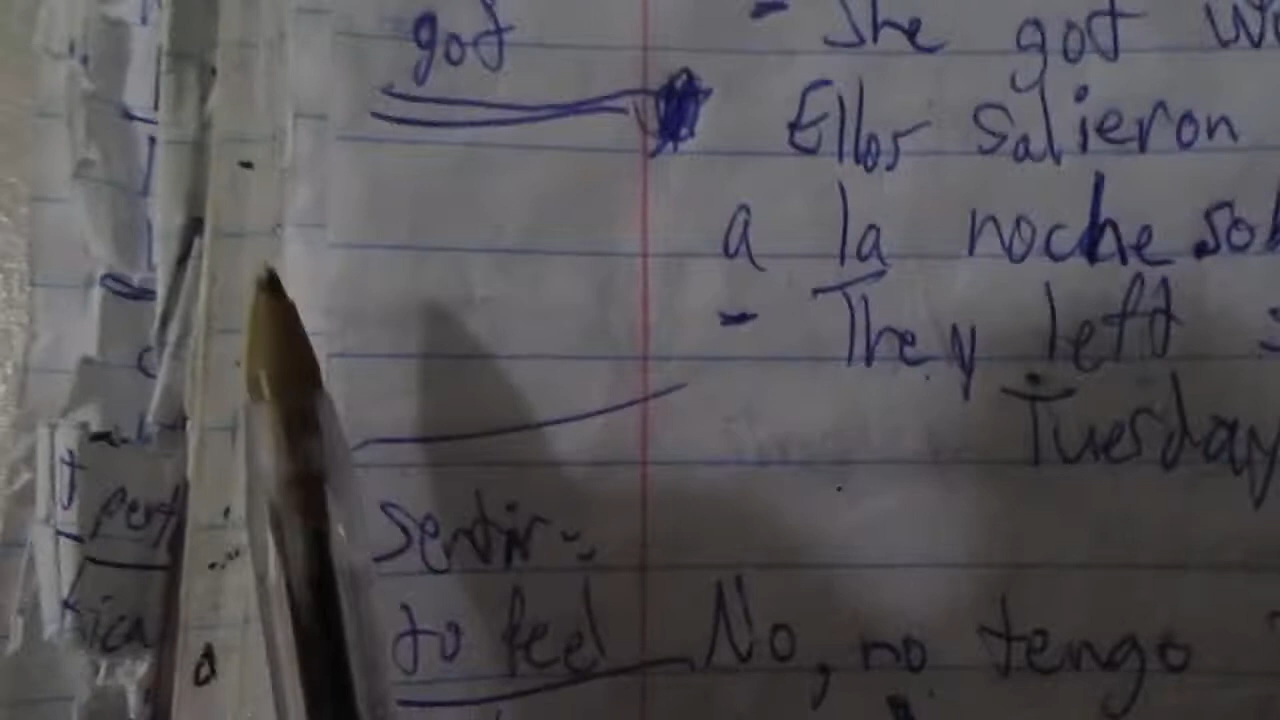 got - She got
Ellos salieron
a la noche
- They left
Tuesday
sentir:
to feel No, no tengo